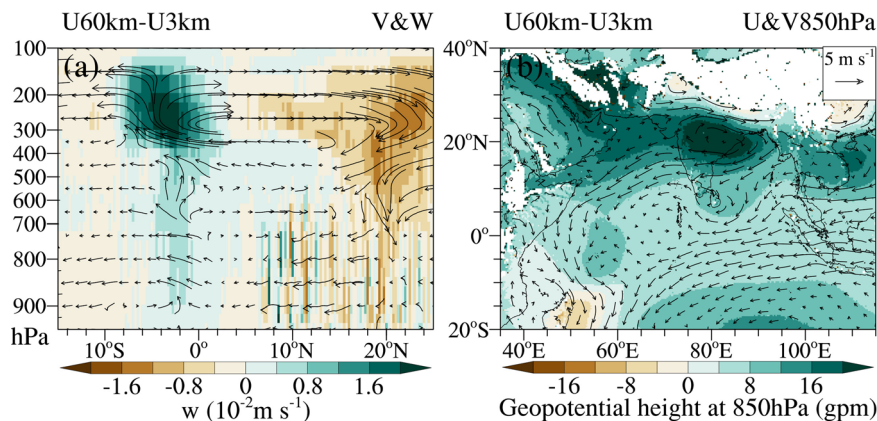 U60km-U3km V&W
(a)
100
200
300
400
500
600
700
800
900
hPa
10°S 0° 10°N 20°N
-1.6 -0.8 0 0.8 1.6
w (10⁻²m s⁻¹)
U60km-U3km U&V850hPa
(b)
5 m s⁻¹
40°N
20°N
0°
20°S
40°E 60°E 80°E 100°E
-16 -8 0 8 16
Geopotential height at 850hPa (gpm)